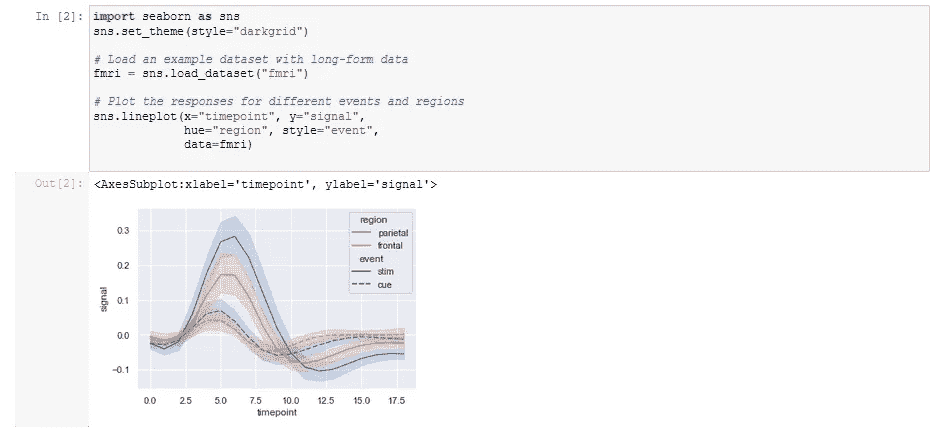 In [2]: import seaborn as sns
sns.set_theme(style="darkgrid")
# Load an example dataset with long-form data
fmri = sns.load_dataset("fmri")
# Plot the responses for different events and regions
sns.lineplot(x="timepoint", y="signal",
hue="region", style="event",
data=fmri)
Out[2]: <AxesSubplot:xlabel='timepoint', ylabel='signal'>
region
parietal
frontal
event
stim
cue
0.3
0.2
0.1
0.0
−0.1
signal
0.0 2.5 5.0 7.5 10.0 12.5 15.0 17.5
timepoint